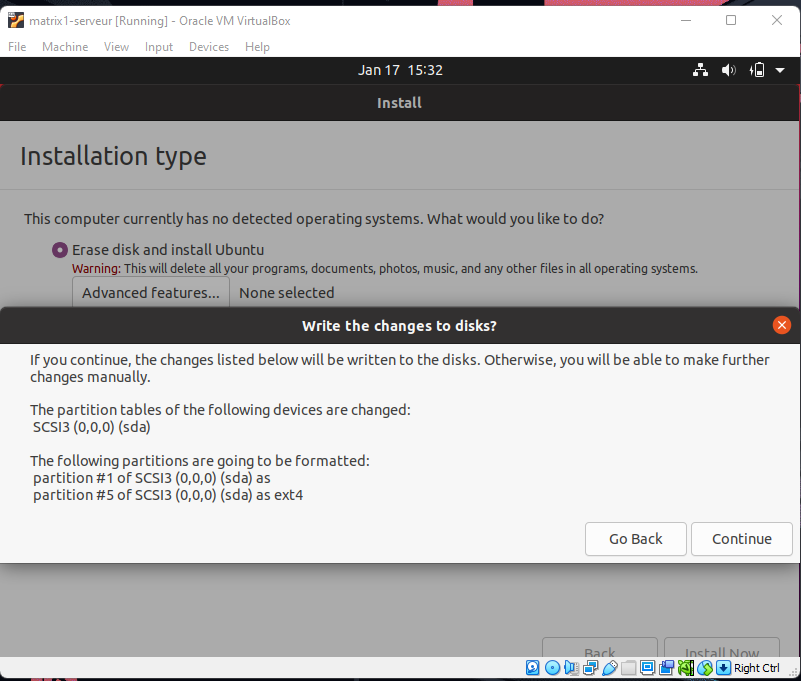 matrix1-serveur [Running] - Oracle VM VirtualBox
File Machine View Input Devices Help
Jan 17 15:32
Install
Installation type
This computer currently has no detected operating systems. What would you like to do?
Erase disk and install Ubuntu
Warning: This will delete all your programs, documents, photos, music, and any other files in all operating systems.
Advanced features... None selected
Write the changes to disks?
If you continue, the changes listed below will be written to the disks. Otherwise, you will be able to make further
changes manually.
The partition tables of the following devices are changed:
SCSI3 (0,0,0) (sda)
The following partitions are going to be formatted:
partition #1 of SCSI3 (0,0,0) (sda) as
partition #5 of SCSI3 (0,0,0) (sda) as ext4
Go Back Continue
Back Install Now
Right Ctrl